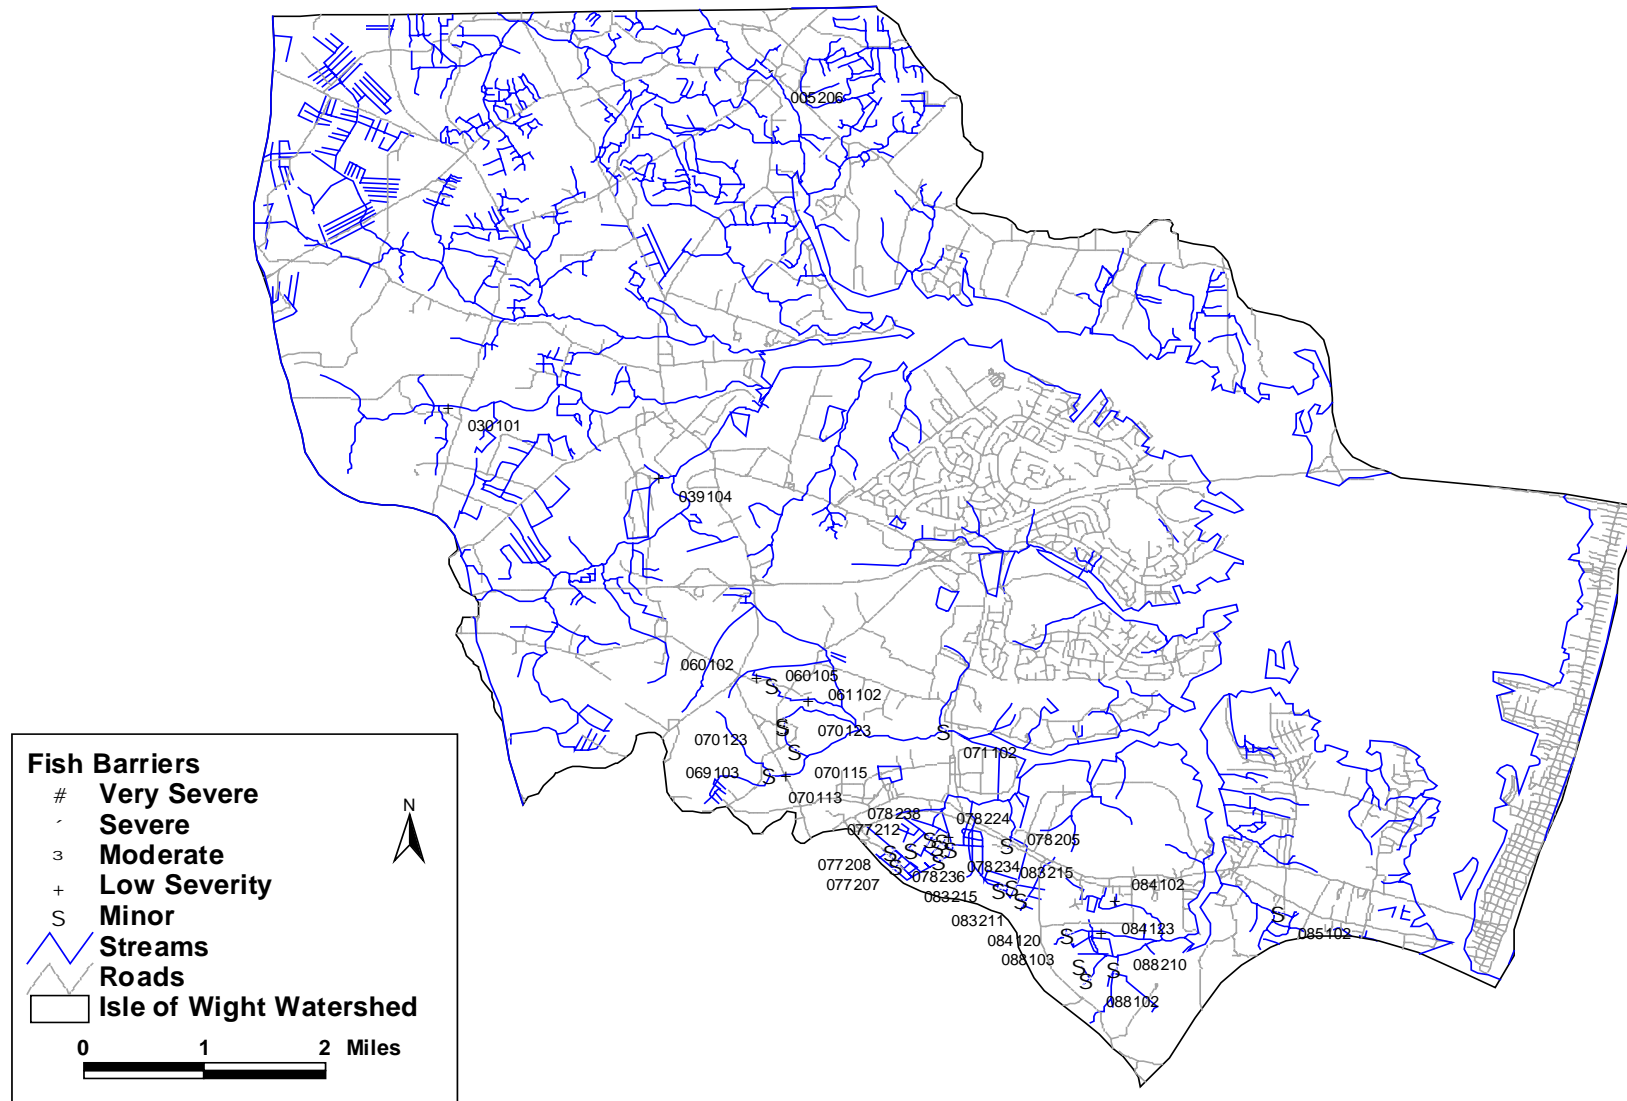 005206
030101
039104
060102
060105
061102
070123
070123
071102
069103
070115
070113
078238
078224
077212
078205
077208
078234
083215
077207
078236
084102
083215
083211
084123
084120
085102
088103
088210
088102
Fish Barriers
# Very Severe
´ Severe
3 Moderate
+ Low Severity
S Minor
Streams
Roads
Isle of Wight Watershed
0 1 2 Miles
N